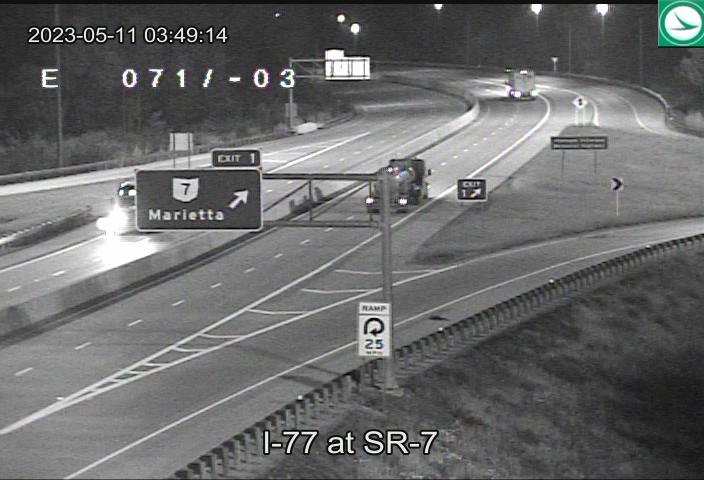 2023-05-11 03:49:14
E 071/-03
EXIT 1
7
Marietta
EXIT
1
RAMP
25
MPH
I-77 at SR-7